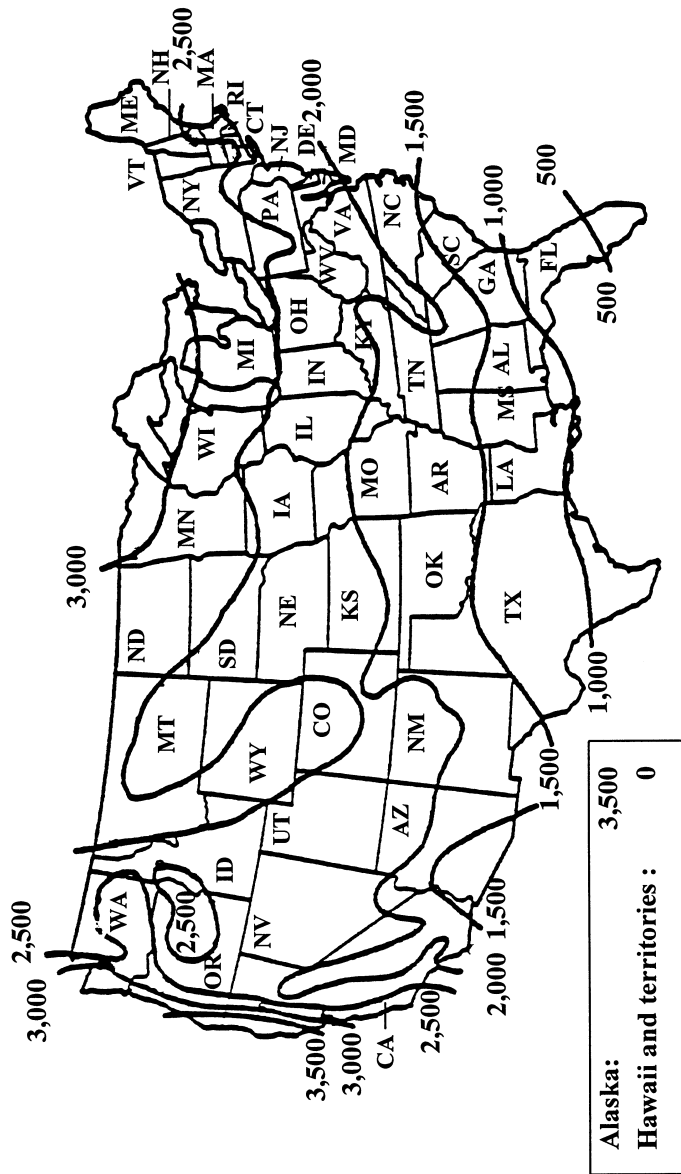 3,000
2,500
WA
MT
ND
3,000
MN
VT
ME
NH
2,500
MA
RI
CT
NJ
DE
2,000
MD
2,500
OR
ID
WY
SD
WI
MI
NY
PA
3,500
3,000
CA
2,500
2,000
NV
UT
CO
NE
IA
IL
IN
OH
WV
VA
1,500
1,500
AZ
NM
KS
MO
KY
NC
1,500
OK
AR
TN
SC
1,000
TX
LA
MS
AL
GA
FL
500
500
1,000
Alaska: 3,500
Hawaii and territories : 0